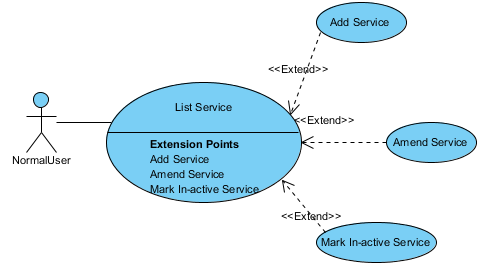 Add Service
<<Extend>>
List Service
<<Extend>>
Extension Points
Add Service
Amend Service
Mark In-active Service
Amend Service
NormalUser
<<Extend>>
Mark In-active Service